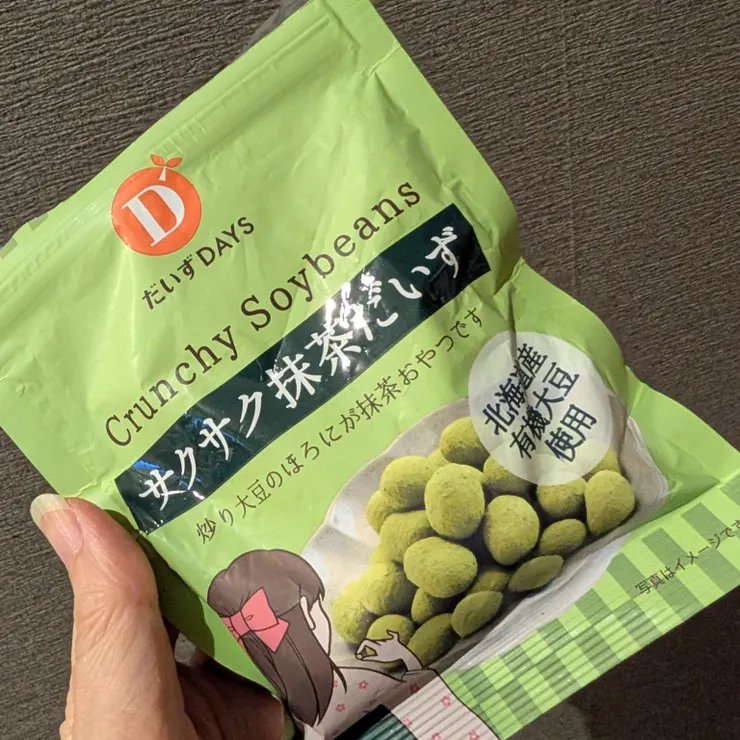 D
だいずDAYS
Crunchy Soybeans
サクサク抹茶だいず
炒り大豆のほろにが抹茶おやつです
北海道産
有機大豆
使用
写真はイメージです